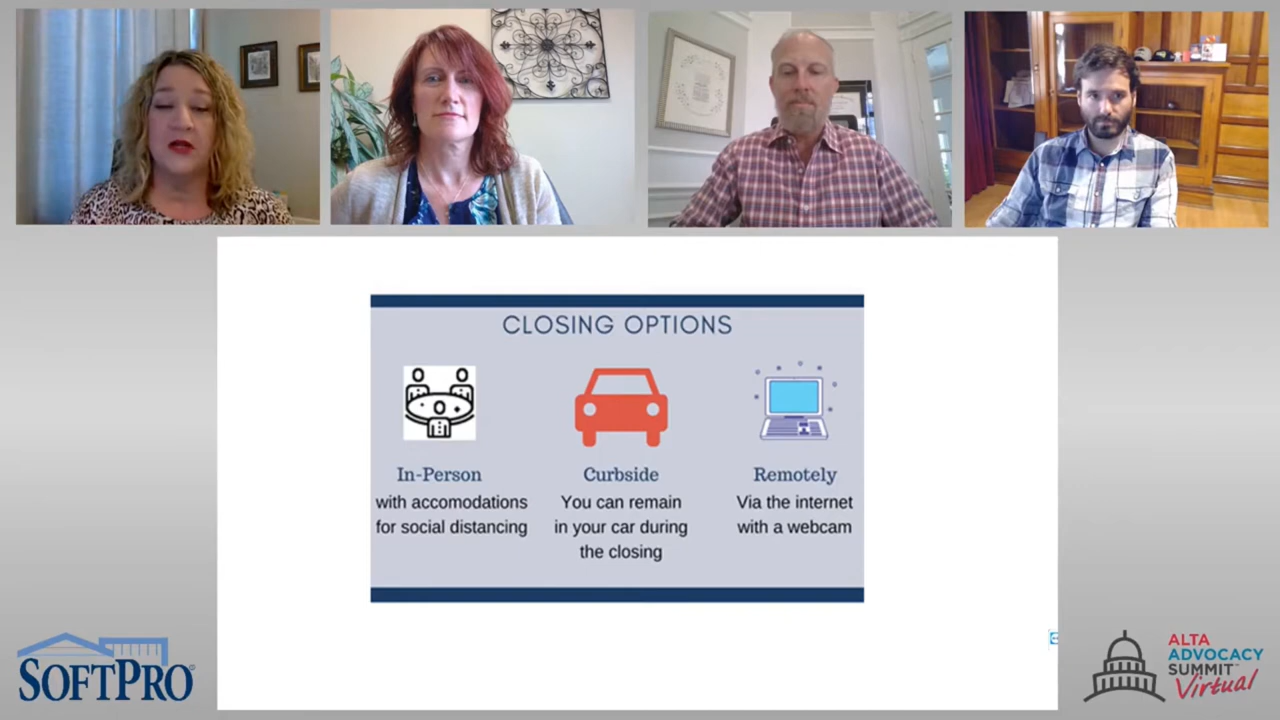 CLOSING OPTIONS
In-Person
with accomodations
for social distancing
Curbside
You can remain
in your car during
the closing
Remotely
Via the internet
with a webcam
SOFTPRO
ALTA
ADVOCACY
SUMMIT
Virtual